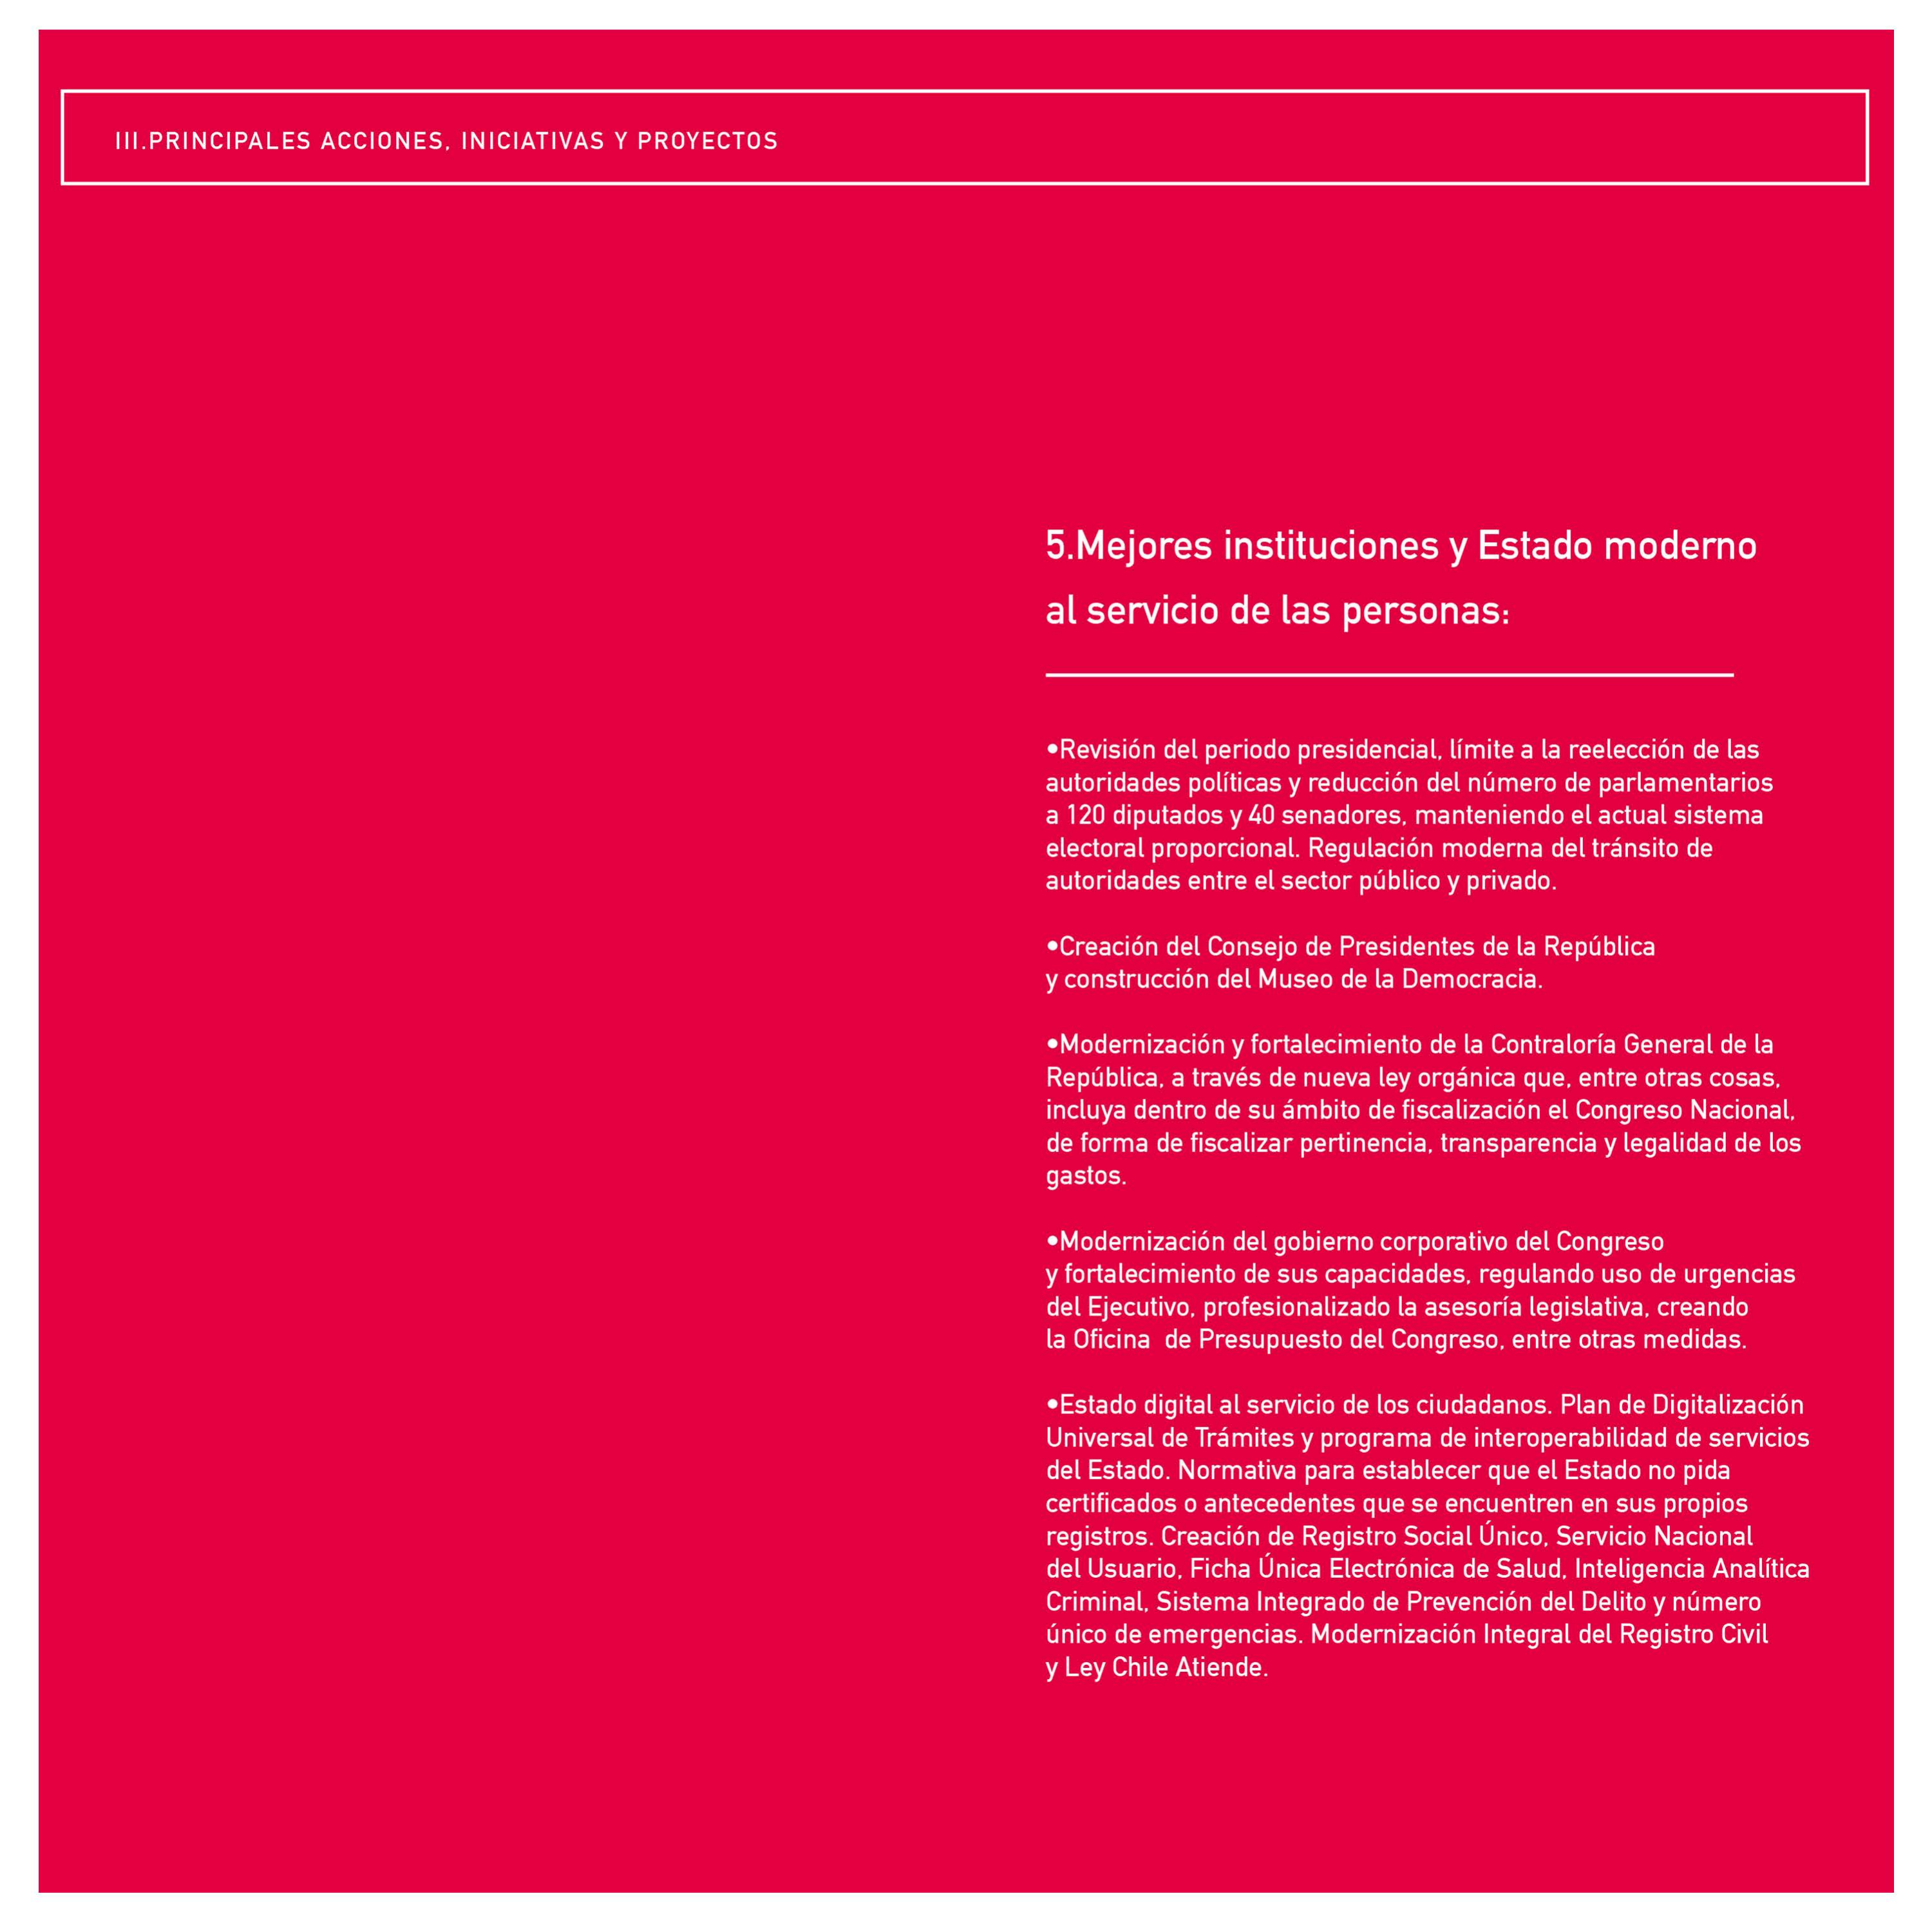 III.PRINCIPALES ACCIONES, INICIATIVAS Y PROYECTOS
5.Mejores instituciones y Estado moderno
al servicio de las personas:
•Revisión del periodo presidencial, límite a la reelección de las
autoridades políticas y reducción del número de parlamentarios
a 120 diputados y 40 senadores, manteniendo el actual sistema
electoral proporcional. Regulación moderna del tránsito de
autoridades entre el sector público y privado.
•Creación del Consejo de Presidentes de la República
y construcción del Museo de la Democracia.
•Modernización y fortalecimiento de la Contraloría General de la
República, a través de nueva ley orgánica que, entre otras cosas,
incluya dentro de su ámbito de fiscalización el Congreso Nacional,
de forma de fiscalizar pertinencia, transparencia y legalidad de los
gastos.
•Modernización del gobierno corporativo del Congreso
y fortalecimiento de sus capacidades, regulando uso de urgencias
del Ejecutivo, profesionalizado la asesoría legislativa, creando
la Oficina  de Presupuesto del Congreso, entre otras medidas.
•Estado digital al servicio de los ciudadanos. Plan de Digitalización
Universal de Trámites y programa de interoperabilidad de servicios
del Estado. Normativa para establecer que el Estado no pida
certificados o antecedentes que se encuentren en sus propios
registros. Creación de Registro Social Único, Servicio Nacional
del Usuario, Ficha Única Electrónica de Salud, Inteligencia Analítica
Criminal, Sistema Integrado de Prevención del Delito y número
único de emergencias. Modernización Integral del Registro Civil
y Ley Chile Atiende.